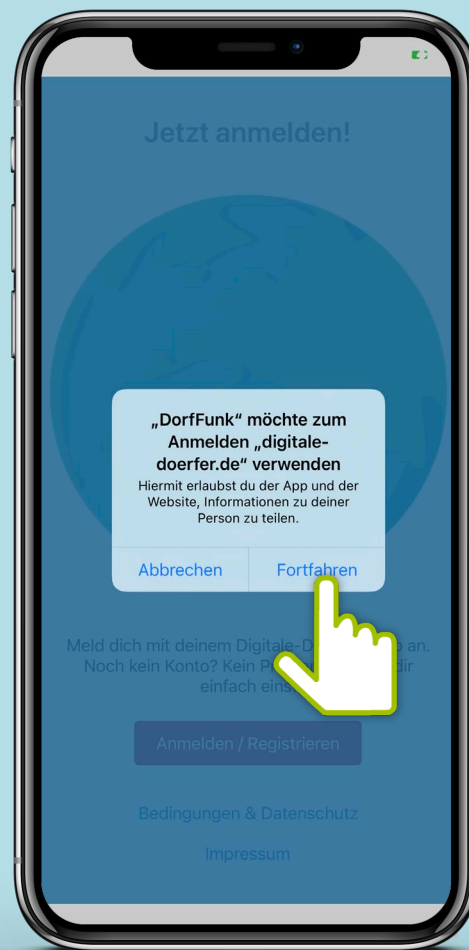 Jetzt anmelden!
„DorfFunk“ möchte zum
Anmelden „digitale-
doerfer.de“ verwenden
Hiermit erlaubst du der App und der
Website, Informationen zu deiner
Person zu teilen.
Abbrechen Fortfahren
Meld dich mit deinem Digitale-D an.
Noch kein Konto? Kein dir
einfach
Anmelden / Registrieren
Bedingungen & Datenschutz
Impressum